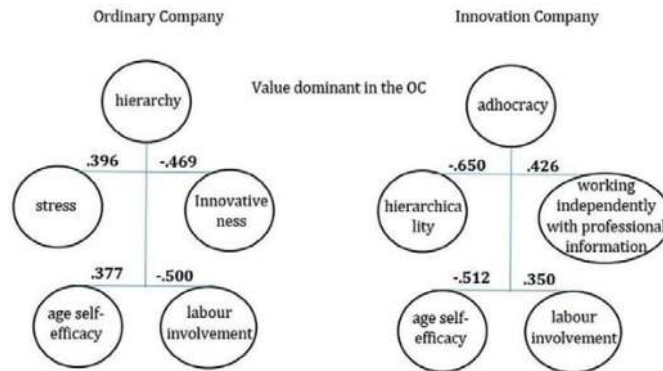 Ordinary Company
Innovation Company
Value dominant in the OC
hierarchy
adhocracy
.396
-.469
-.650
.426
stress
Innovative
ness
hierarchica
lity
working
independently
with professional
information
.377
-.500
-.512
.350
age self-
efficacy
labour
involvement
age self-
efficacy
labour
involvement